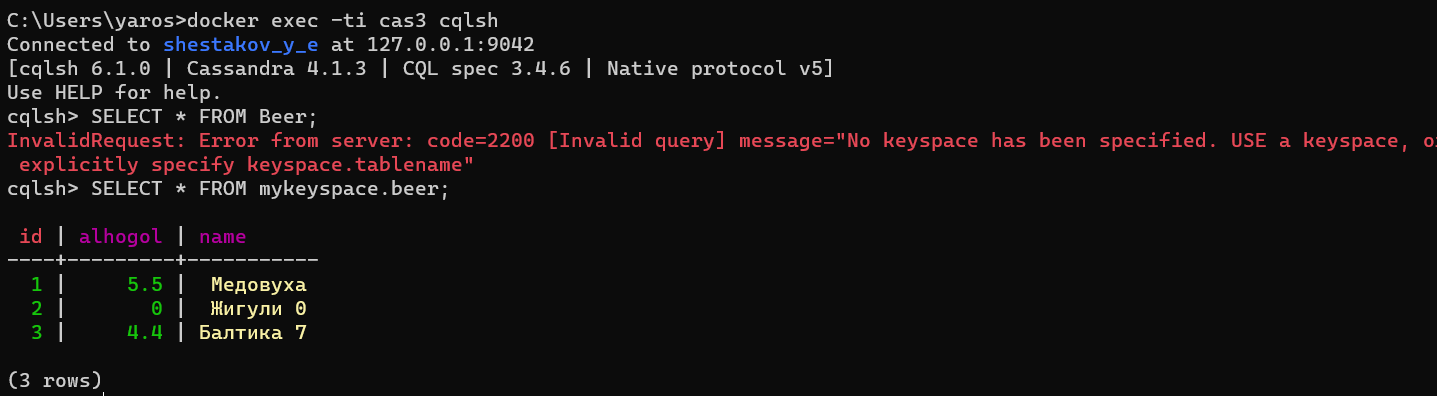 C:\Users\yaros>docker exec -ti cas3 cqlsh
Connected to shestakov_y_e at 127.0.0.1:9042
[cqlsh 6.1.0 | Cassandra 4.1.3 | CQL spec 3.4.6 | Native protocol v5]
Use HELP for help.
cqlsh> SELECT * FROM Beer;
InvalidRequest: Error from server: code=2200 [Invalid query] message="No keyspace has been specified. USE a keyspace, or
explicitly specify keyspace.tablename"
cqlsh> SELECT * FROM mykeyspace.beer;
id | alhogol | name
----+---------+-----------
1 | 5.5 | Медовуха
2 | 0 | Жигули 0
3 | 4.4 | Балтика 7
(3 rows)